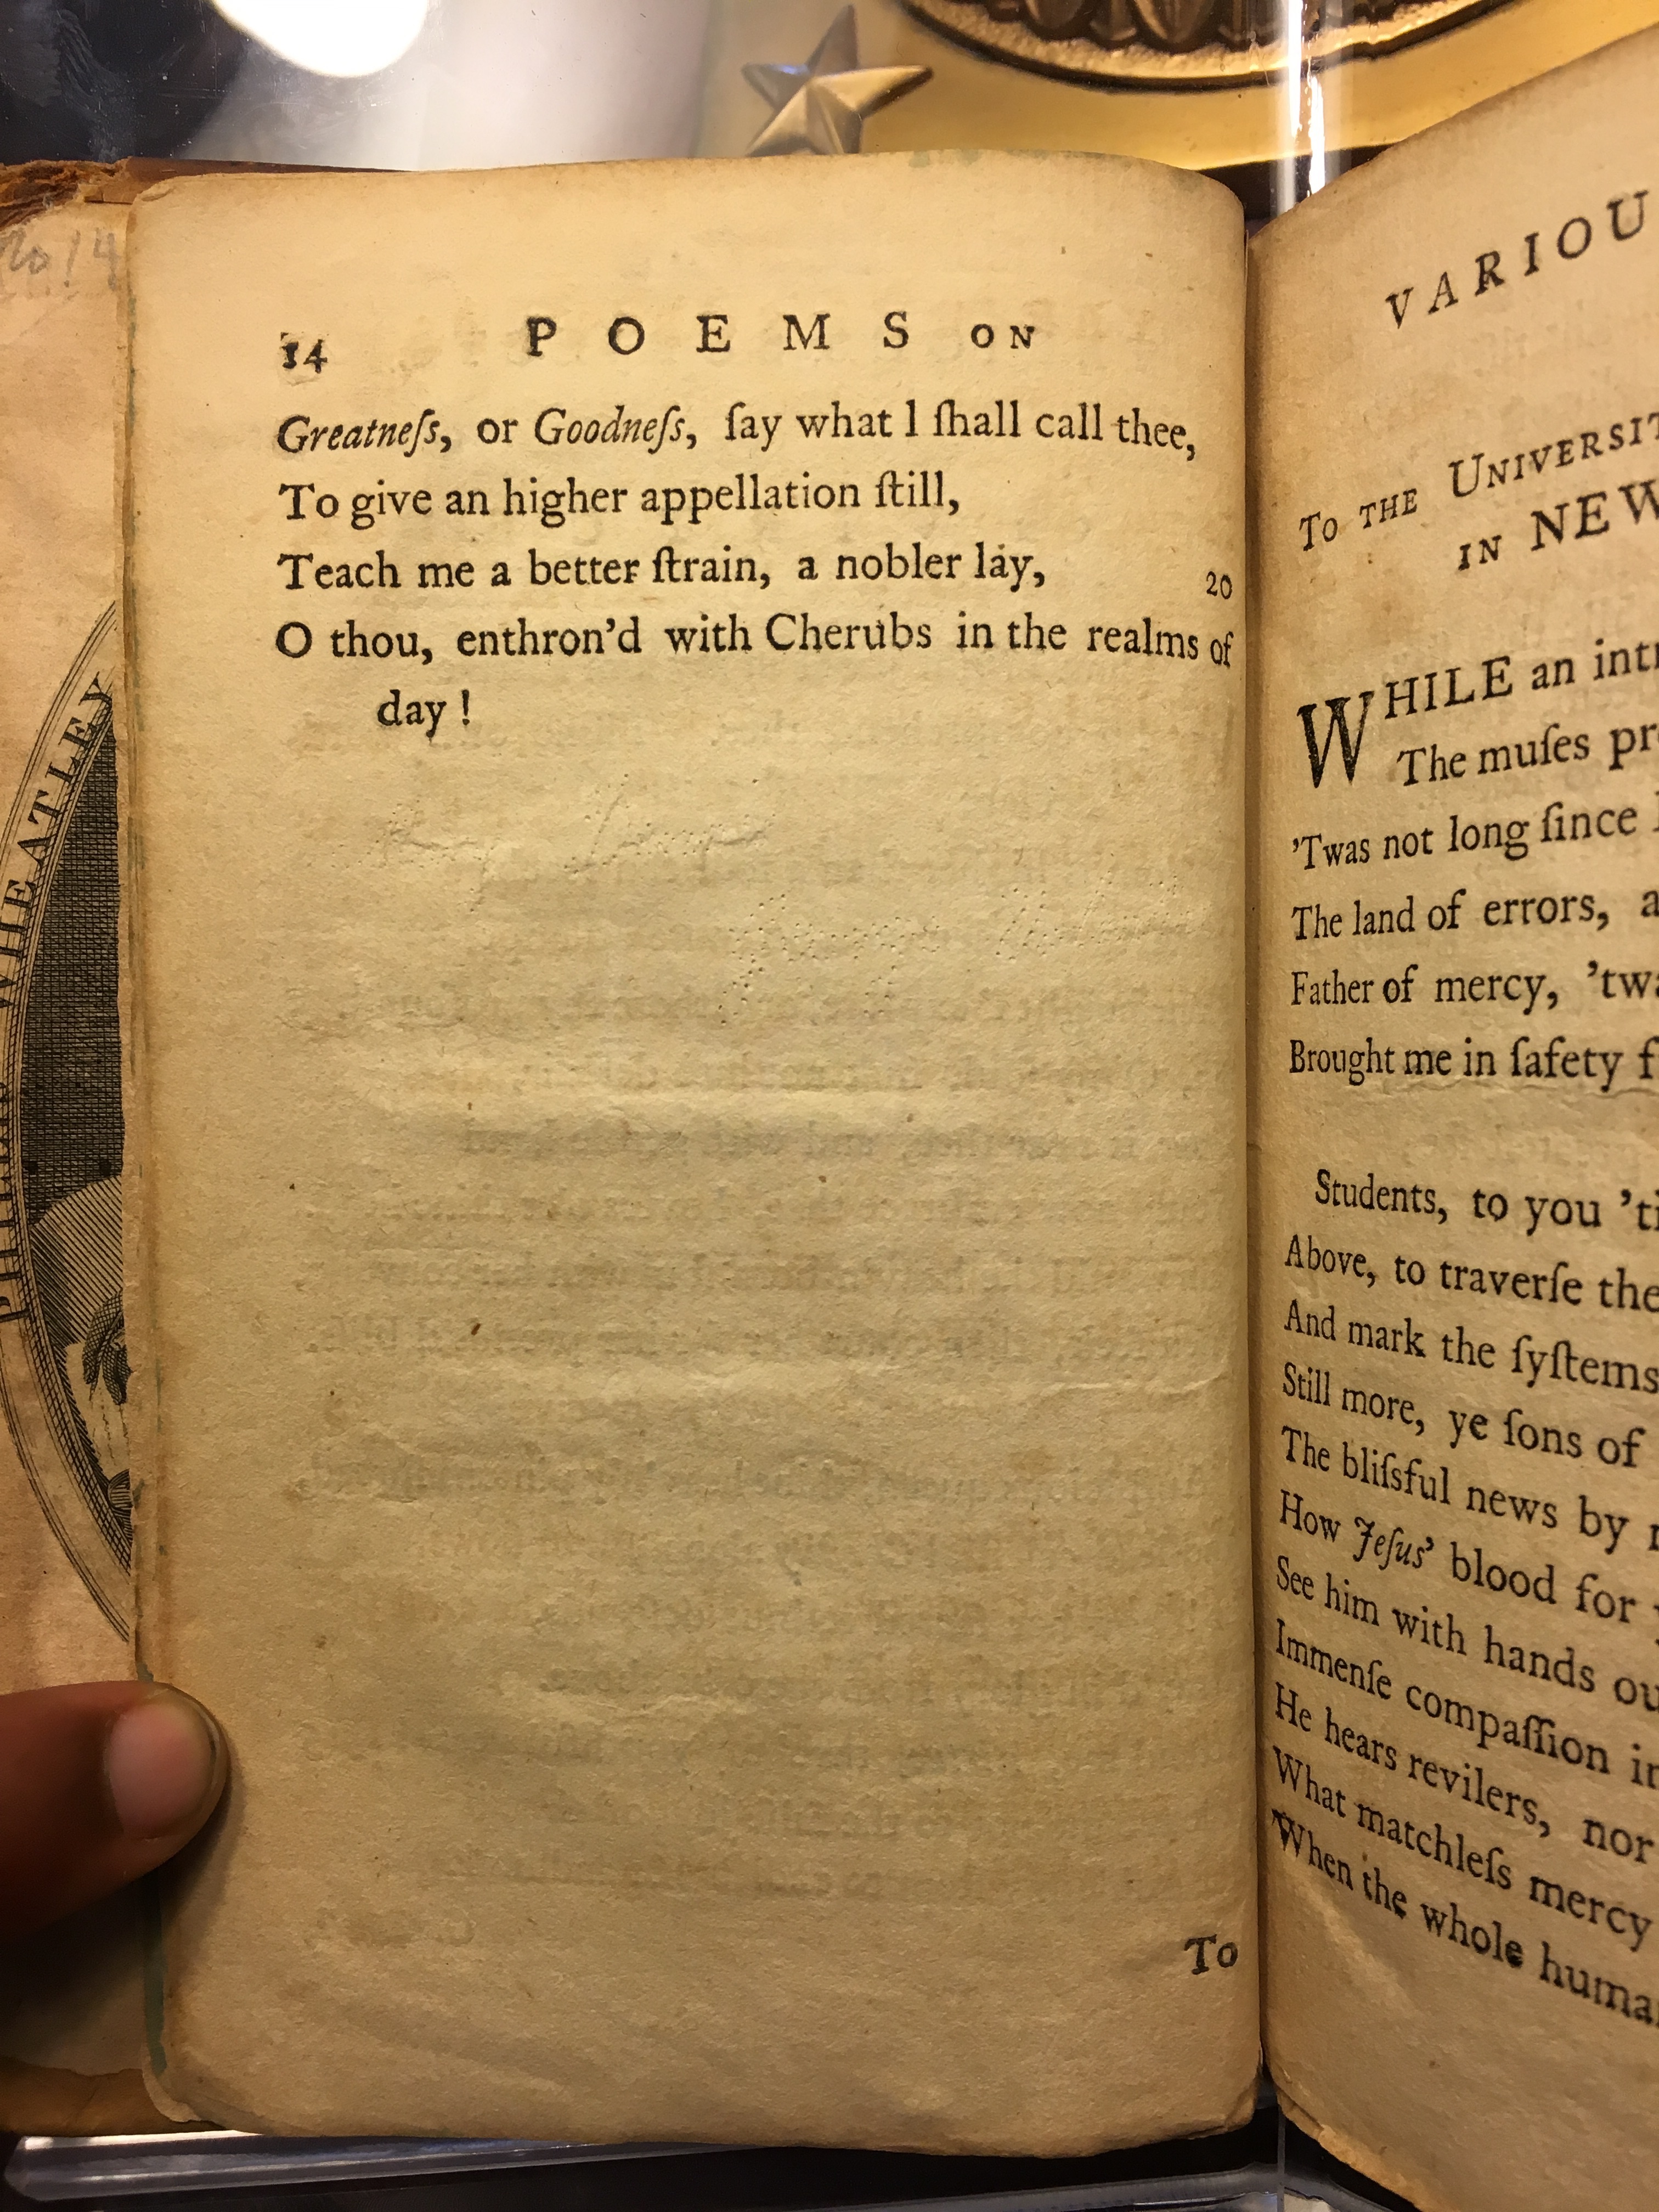 No 14
PHILLIS WHEATLEY
14 POEMS ON
Greatneſs, or Goodneſs, ſay what I ſhall call thee,
To give an higher appellation ſtill,
Teach me a better ſtrain, a nobler lay, 20
O thou, enthron'd with Cherubs in the realms of
day !
To
VARIOU
To THE UNIVERSIT
IN NEW
WHILE an int
The muſes pr
'Twas not long ſince
The land of errors, a
Father of mercy, 'tw
Brought me in ſafety f
Students, to you 'ti
Above, to traverſe the
And mark the ſyſtems
Still more, ye ſons of
The bliſsful news by
How Jeſus' blood for
See him with hands ou
Immenſe compaſſion in
He hears revilers, nor
What matchleſs mercy
When the whole huma